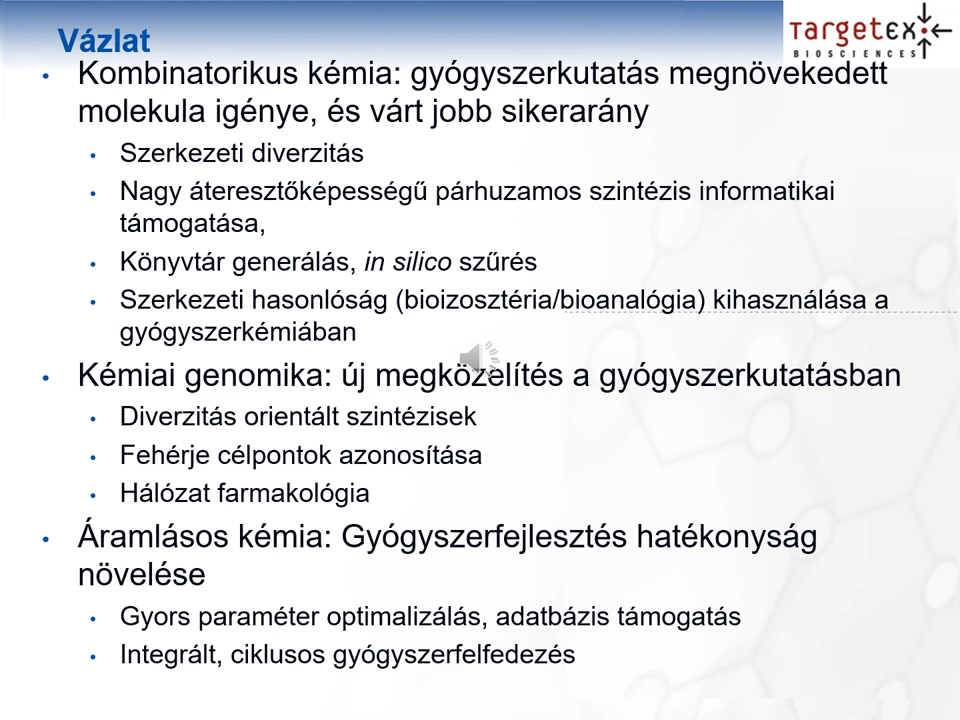 Vázlat
TARGETEX
BIOSCIENCES
• Kombinatorikus kémia: gyógyszerkutatás megnövekedett
molekula igénye, és várt jobb sikerarány
• Szerkezeti diverzitás
• Nagy áteresztőképességű párhuzamos szintézis informatikai
támogatása,
• Könyvtár generálás, in silico szűrés
• Szerkezeti hasonlóság (bioizosztéria/bioanalógia) kihasználása a
gyógyszerkémiában
• Kémiai genomika: új megközelítés a gyógyszerkutatásban
• Diverzitás orientált szintézisek
• Fehérje célpontok azonosítása
• Hálózat farmakológia
• Áramlásos kémia: Gyógyszerfejlesztés hatékonyság
növelése
• Gyors paraméter optimalizálás, adatbázis támogatás
• Integrált, ciklusos gyógyszerfelfedezés